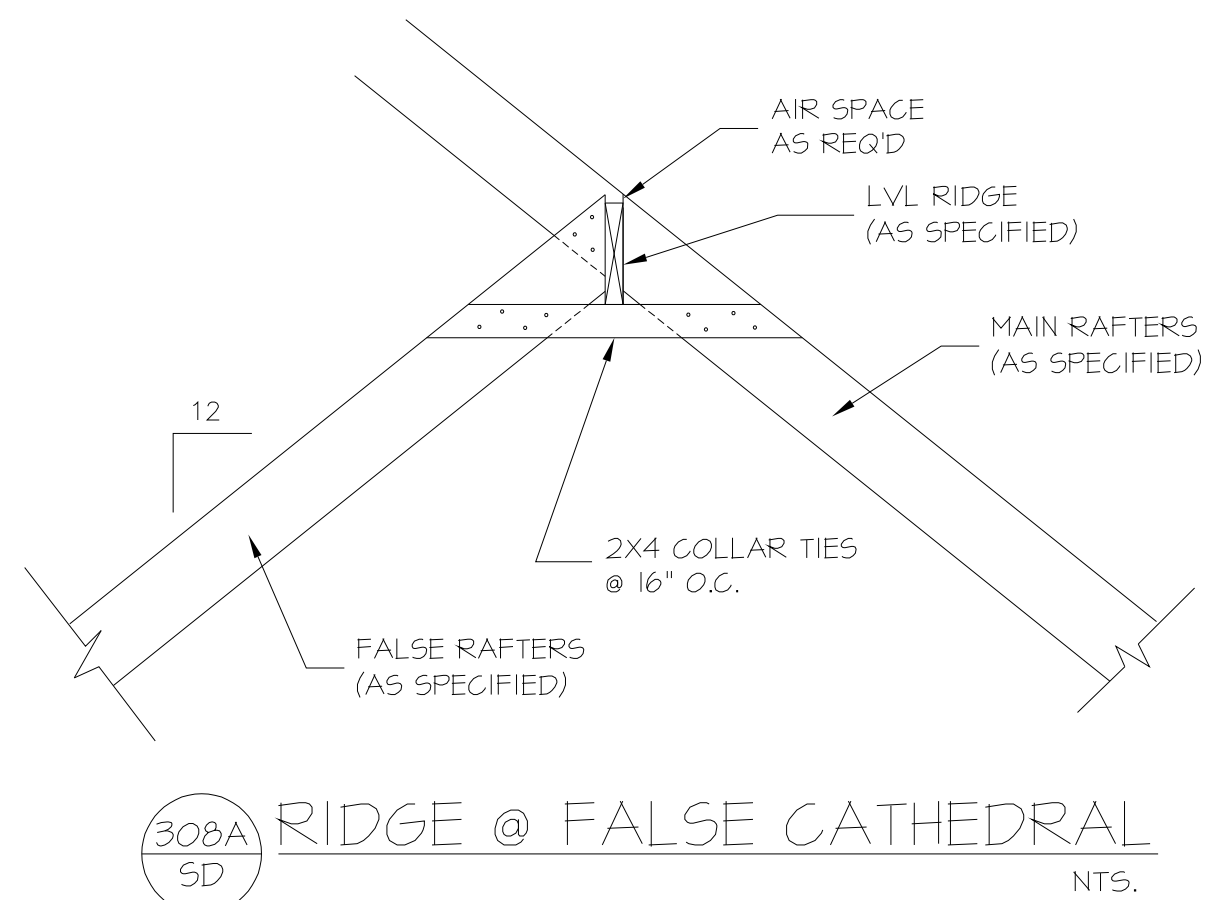 AIR SPACE
AS REQ'D
LVL RIDGE
(AS SPECIFIED)
MAIN RAFTERS
(AS SPECIFIED)
12
2X4 COLLAR TIES
@ 16" O.C.
FALSE RAFTERS
(AS SPECIFIED)
308A
SD
RIDGE @ FALSE CATHEDRAL
NTS.